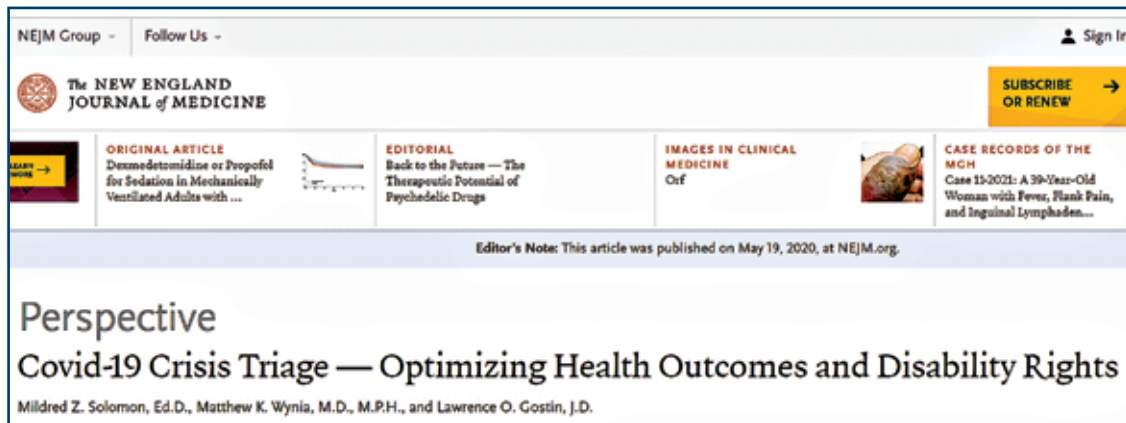 NEJM Group
Follow Us
Sign In
The NEW ENGLAND
JOURNAL of MEDICINE
SUBSCRIBE
OR RENEW
LEARN
MORE
ORIGINAL ARTICLE
Dexmedetomidine or Propofol
for Sedation in Mechanically
Ventilated Adults with ...
EDITORIAL
Back to the Future — The
Therapeutic Potential of
Psychedelic Drugs
IMAGES IN CLINICAL
MEDICINE
Orf
CASE RECORDS OF THE
MGH
Case 11-2021: A 39-Year-Old
Woman with Fever, Flank Pain,
and Inguinal Lymphaden...
Editor's Note: This article was published on May 19, 2020, at NEJM.org.
Perspective
Covid-19 Crisis Triage — Optimizing Health Outcomes and Disability Rights
Mildred Z. Solomon, Ed.D., Matthew K. Wynia, M.D., M.P.H., and Lawrence O. Gostin, J.D.